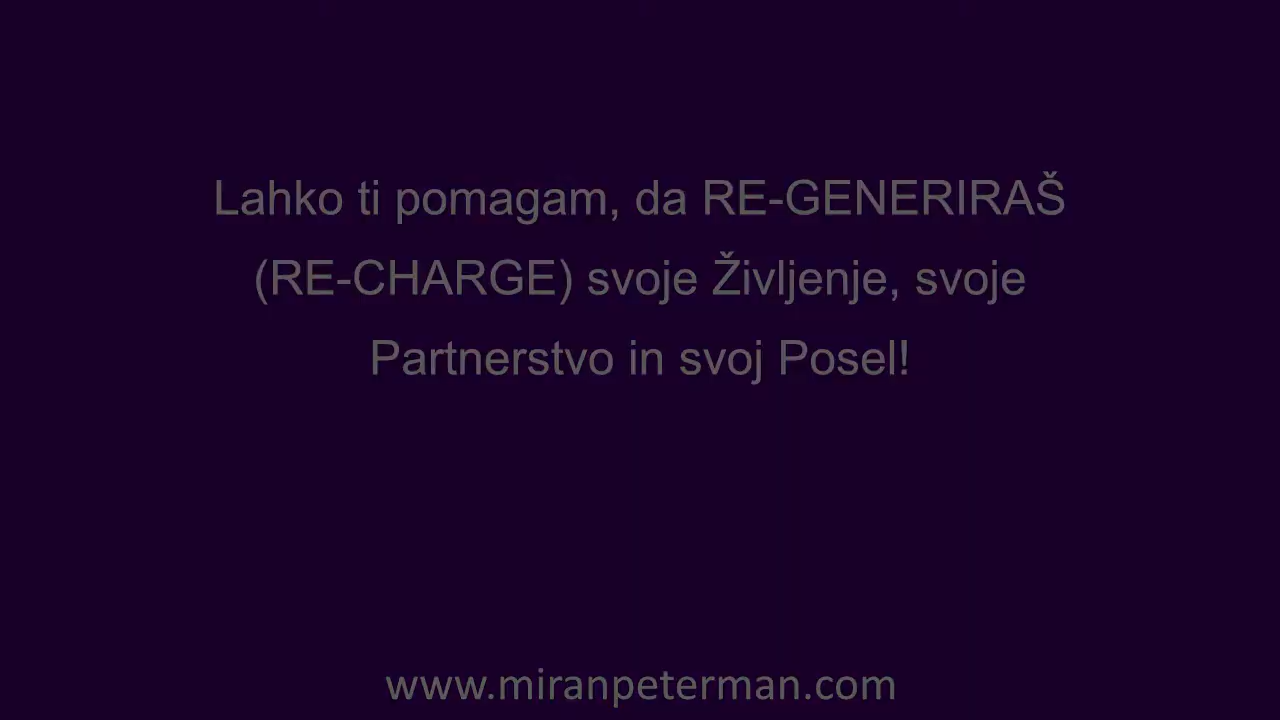 Lahko ti pomagam, da RE-GENERIRAŠ
(RE-CHARGE) svoje Življenje, svoje
Partnerstvo in svoj Posel!
www.miranpeterman.com